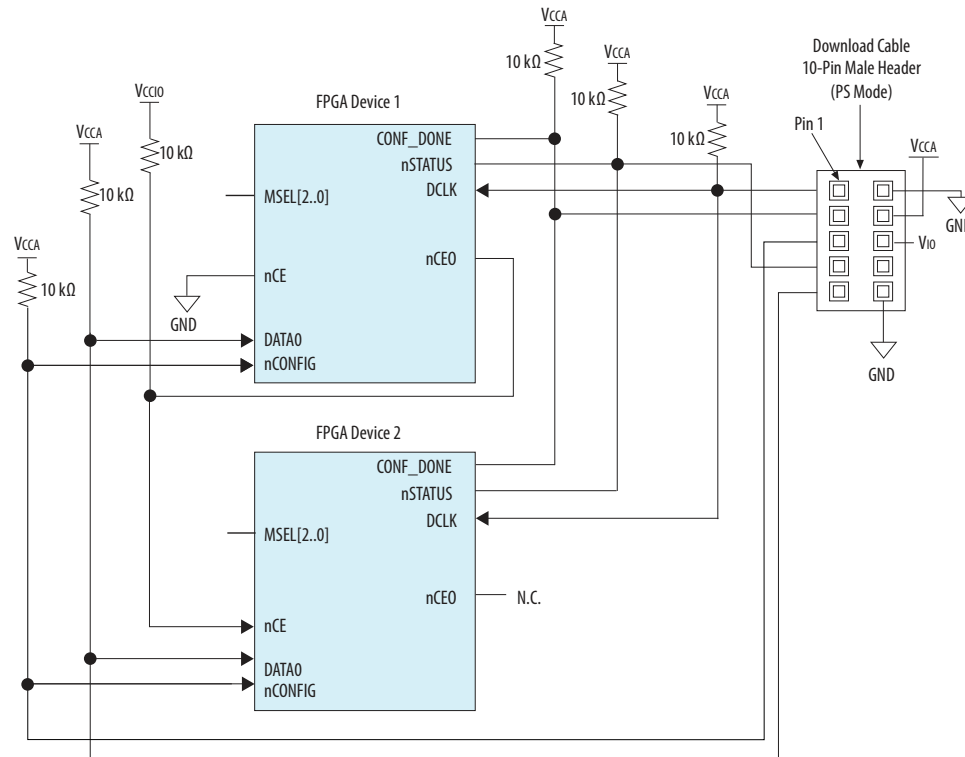 VCCA
10 kΩ
VCCA
10 kΩ
VCCA
10 kΩ
Download Cable
10-Pin Male Header
(PS Mode)
Pin 1
VCCA
GND
VIO
GND
VCCIO
10 kΩ
VCCA
10 kΩ
VCCA
10 kΩ
FPGA Device 1
CONF_DONE
nSTATUS
MSEL[2..0]
DCLK
nCEO
nCE
GND
DATA0
nCONFIG
FPGA Device 2
CONF_DONE
nSTATUS
DCLK
MSEL[2..0]
nCEO
N.C.
nCE
DATA0
nCONFIG